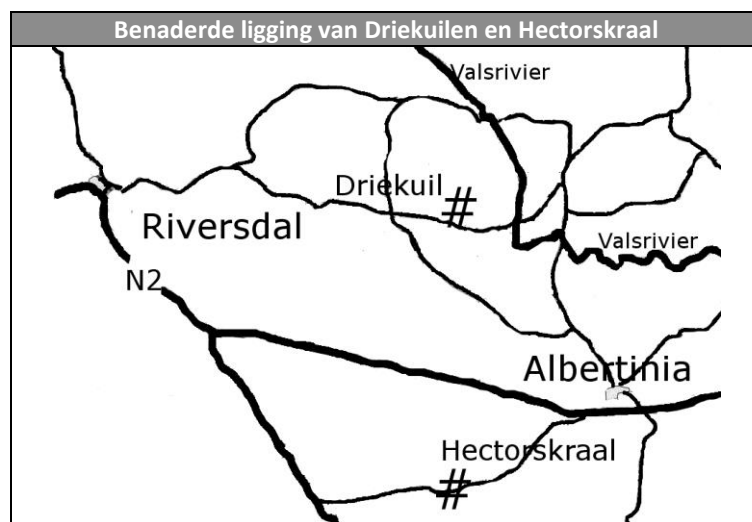 Benaderde ligging van Driekuilen en Hectorskraal
Valsrivier
Driekuil
#
Riversdal
Valsrivier
N2
Albertinia
Hectorskraal
#